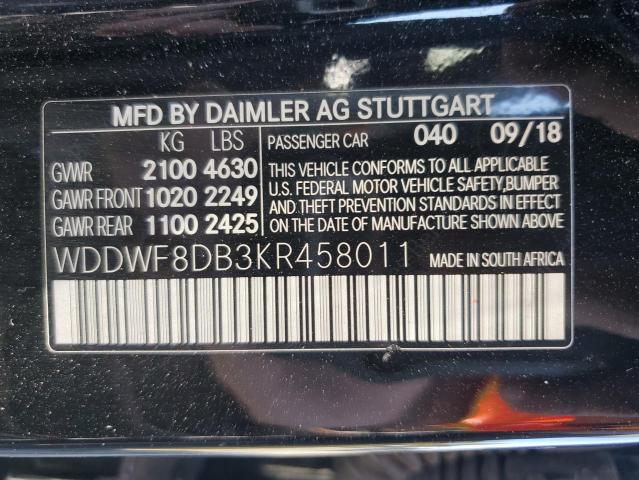 MFD BY DAIMLER AG STUTTGART
KG LBS PASSENGER CAR 040 09/18
GVWR 2100 4630 THIS VEHICLE CONFORMS TO ALL APPLICABLE
GAWR FRONT 1020 2249 U.S. FEDERAL MOTOR VEHICLE SAFETY,BUMPER
AND THEFT PREVENTION STANDARDS IN EFFECT
GAWR REAR 1100 2425 ON THE DATE OF MANUFACTURE SHOWN ABOVE.
WDDWF8DB3KR458011 MADE IN SOUTH AFRICA